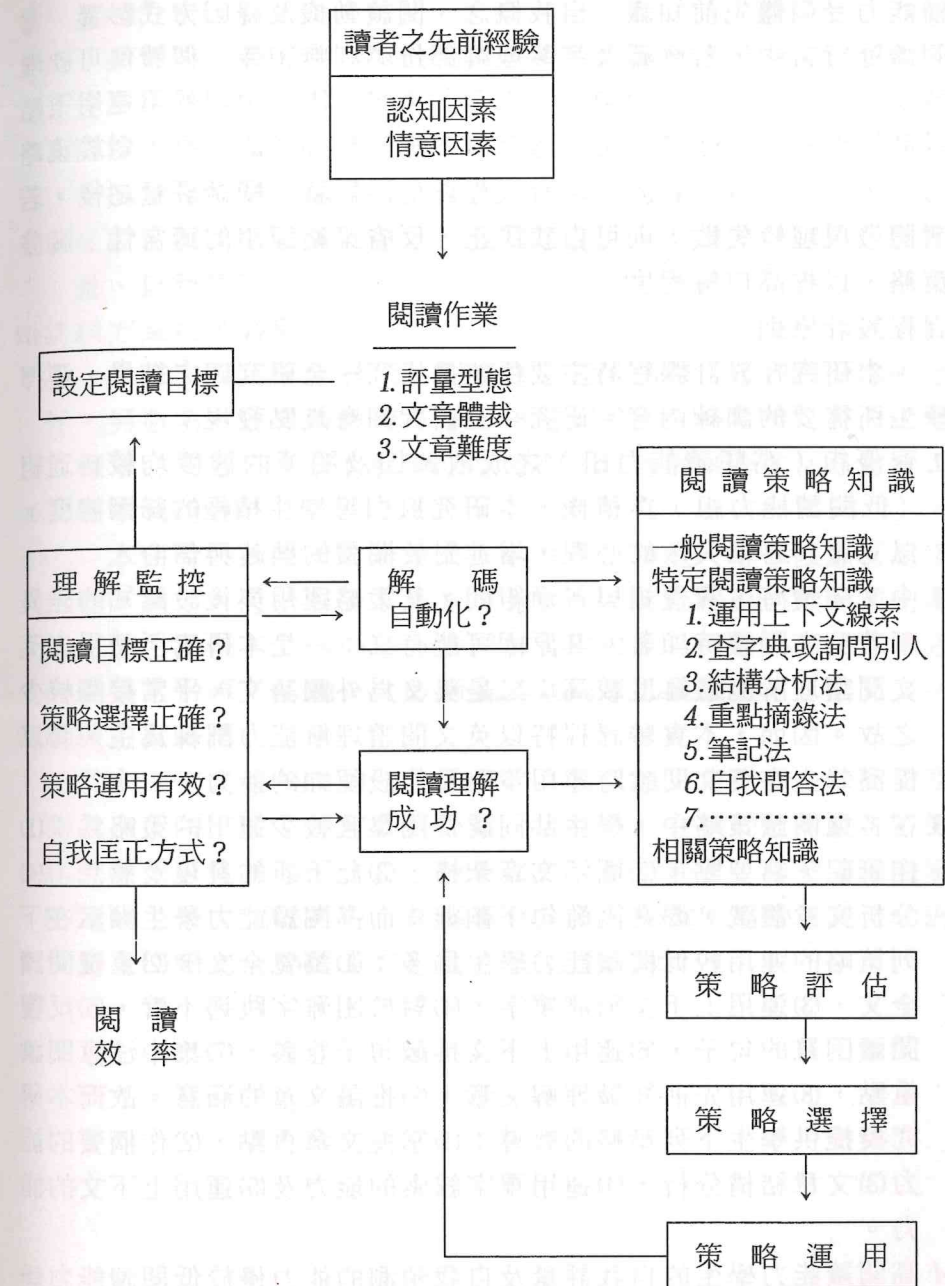 讀者之先前經驗
認知因素
情意因素
閱讀作業
1.評量型態
2.文章體裁
3.文章難度
設定閱讀目標
理解監控
閱讀目標正確？
策略選擇正確？
策略運用有效？
自我匡正方式？
閱讀
效率
解碼
自動化？
閱讀理解
成功？
閱讀策略知識
一般閱讀策略知識
特定閱讀策略知識
1.運用上下文線索
2.查字典或詢問別人
3.結構分析法
4.重點摘錄法
5.筆記法
6.自我問答法
7.……………
相關策略知識
策略評估
策略選擇
策略運用